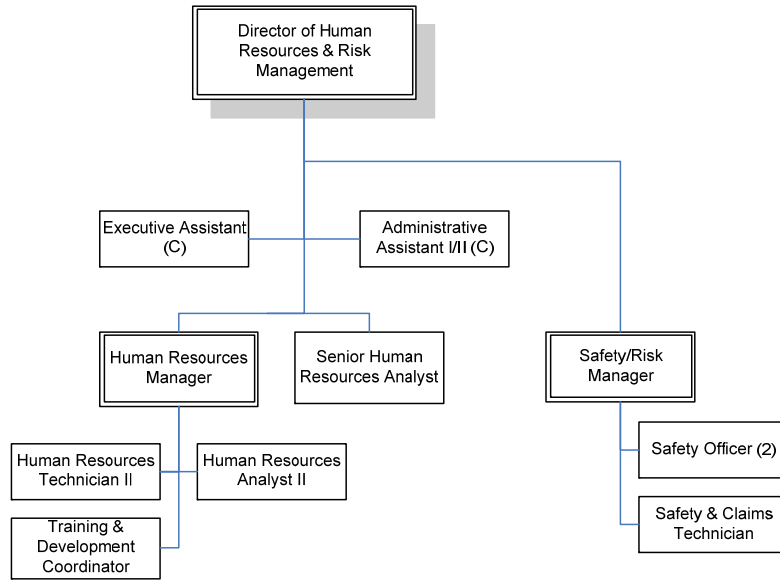 Director of Human
Resources & Risk
Management
Executive Assistant
(C)
Administrative
Assistant I/II (C)
Human Resources
Manager
Senior Human
Resources Analyst
Safety/Risk
Manager
Human Resources
Technician II
Human Resources
Analyst II
Safety Officer (2)
Training &
Development
Coordinator
Safety & Claims
Technician